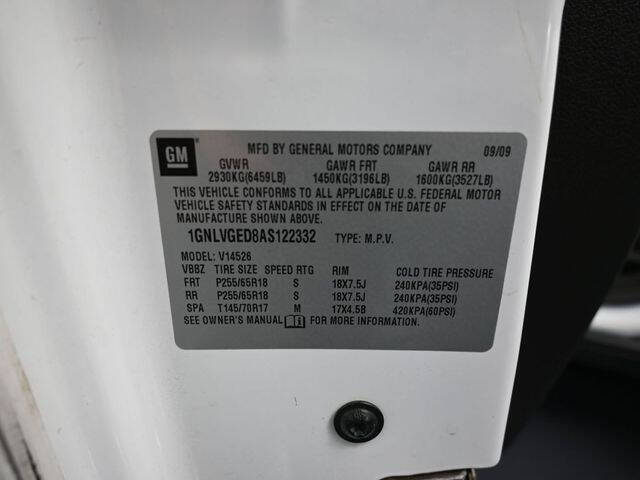 GM
MFD BY GENERAL MOTORS COMPANY 09/09
GVWR GAWR FRT GAWR RR
2930KG(6459LB) 1450KG(3196LB) 1600KG(3527LB)
THIS VEHICLE CONFORMS TO ALL APPLICABLE U.S. FEDERAL MOTOR
VEHICLE SAFETY STANDARDS IN EFFECT ON THE DATE OF
MANUFACTURE SHOWN ABOVE.
1GNLVGED8AS122332 TYPE: M.P.V.
MODEL: V14526
VBBZ TIRE SIZE SPEED RTG RIM COLD TIRE PRESSURE
FRT P255/65R18 S 18X7.5J 240KPA(35PSI)
RR P255/65R18 S 18X7.5J 240KPA(35PSI)
SPA T145/70R17 M 17X4.5B 420KPA(60PSI)
SEE OWNER'S MANUAL FOR MORE INFORMATION.